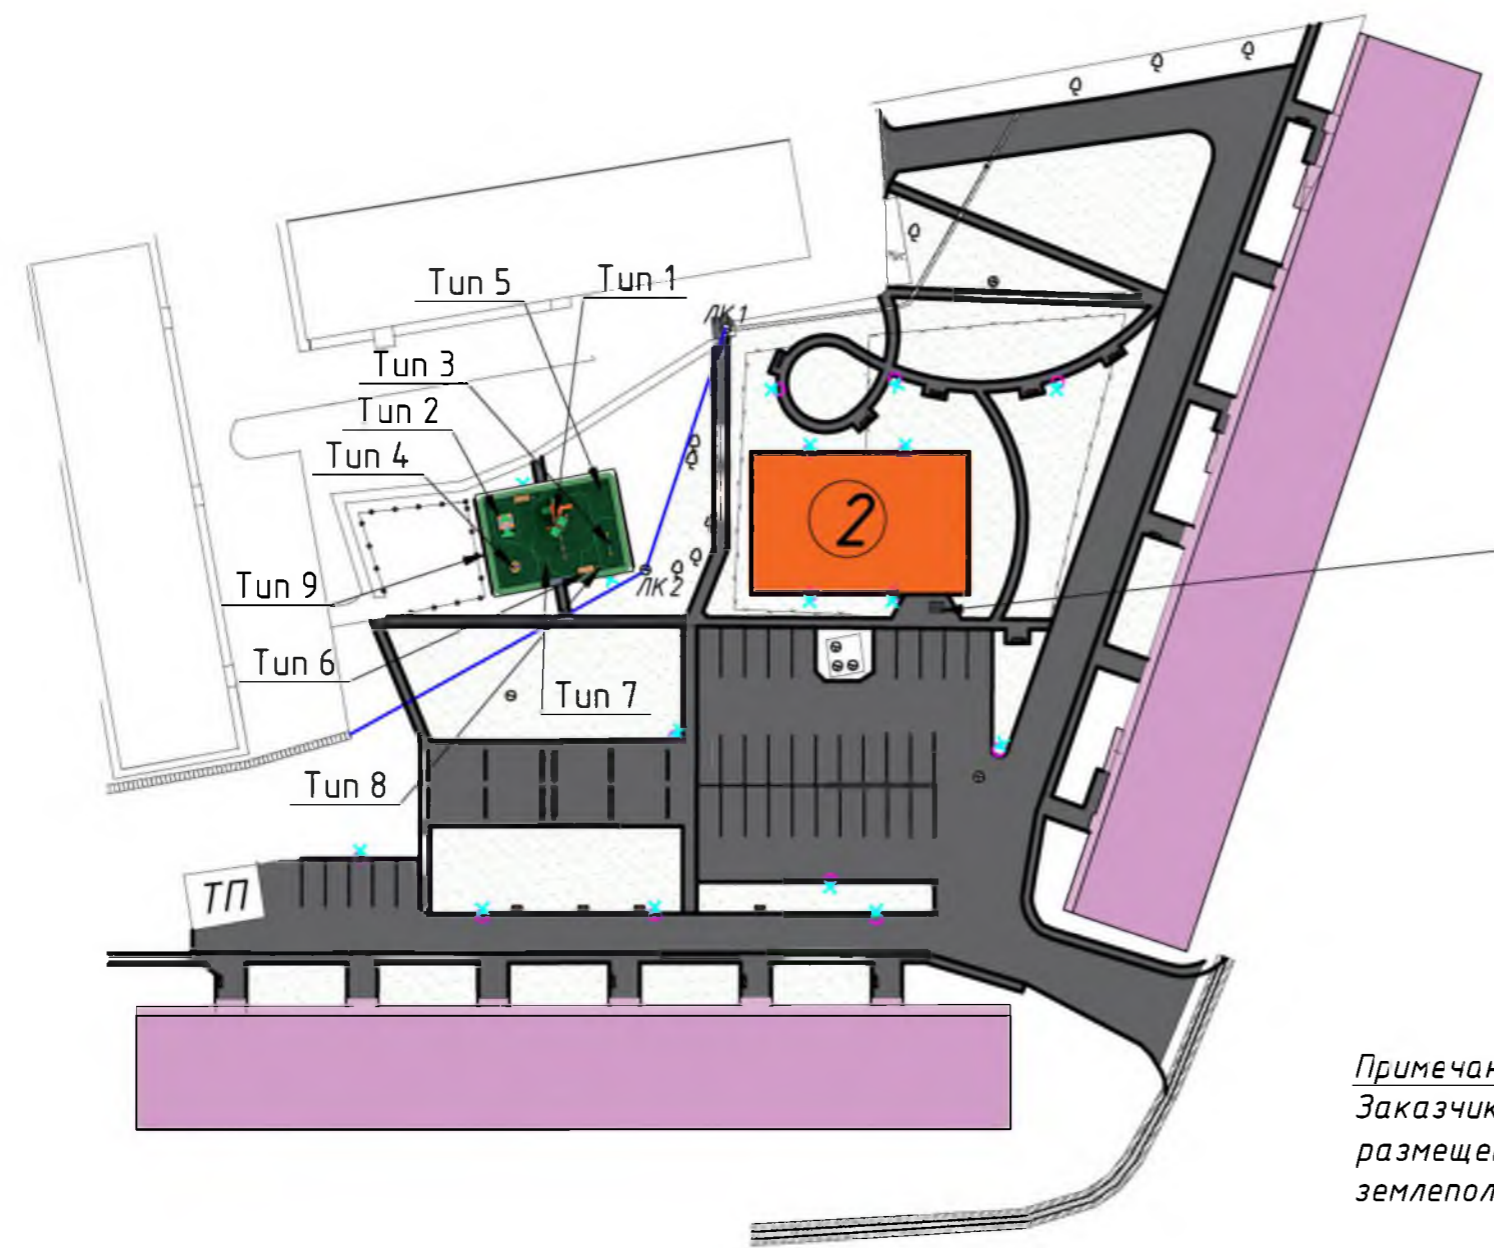 Тип 5
Тип 1
ЛК1
Тип 3
Тип 2
Тип 4
2
Тип 9
ЛК2
Тип 6
Тип 7
Тип 8
ТП
Примечан
Заказчик
размеще
землепол